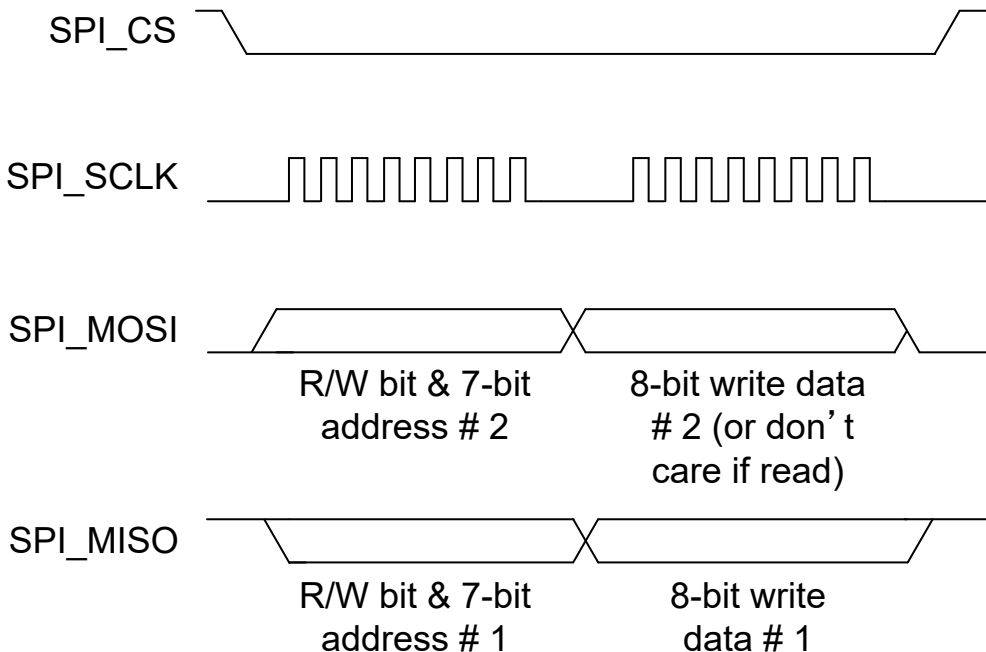 SPI_CS
SPI_SCLK
SPI_MOSI
R/W bit & 7-bit
address # 2
8-bit write data
# 2 (or don’t
care if read)
SPI_MISO
R/W bit & 7-bit
address # 1
8-bit write
data # 1